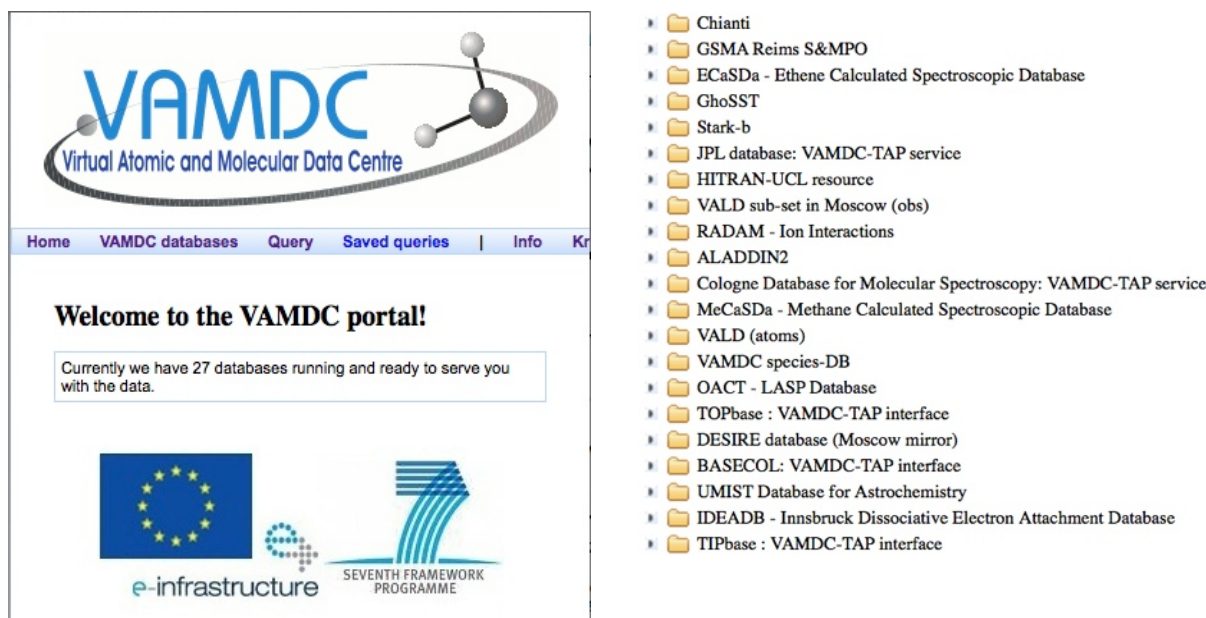 VAMDC
Virtual Atomic and Molecular Data Centre
Home VAMDC databases Query Saved queries | Info Kr
Welcome to the VAMDC portal!
Currently we have 27 databases running and ready to serve you
with the data.
e-infrastructure
SEVENTH FRAMEWORK
PROGRAMME
Chianti
GSMA Reims S&MPO
ECaSDa - Ethene Calculated Spectroscopic Database
GhoSST
Stark-b
JPL database: VAMDC-TAP service
HITRAN-UCL resource
VALD sub-set in Moscow (obs)
RADAM - Ion Interactions
ALADDIN2
Cologne Database for Molecular Spectroscopy: VAMDC-TAP service
MeCaSDa - Methane Calculated Spectroscopic Database
VALD (atoms)
VAMDC species-DB
OACT - LASP Database
TOPbase : VAMDC-TAP interface
DESIRE database (Moscow mirror)
BASECOL: VAMDC-TAP interface
UMIST Database for Astrochemistry
IDEADB - Innsbruck Dissociative Electron Attachment Database
TIPbase : VAMDC-TAP interface